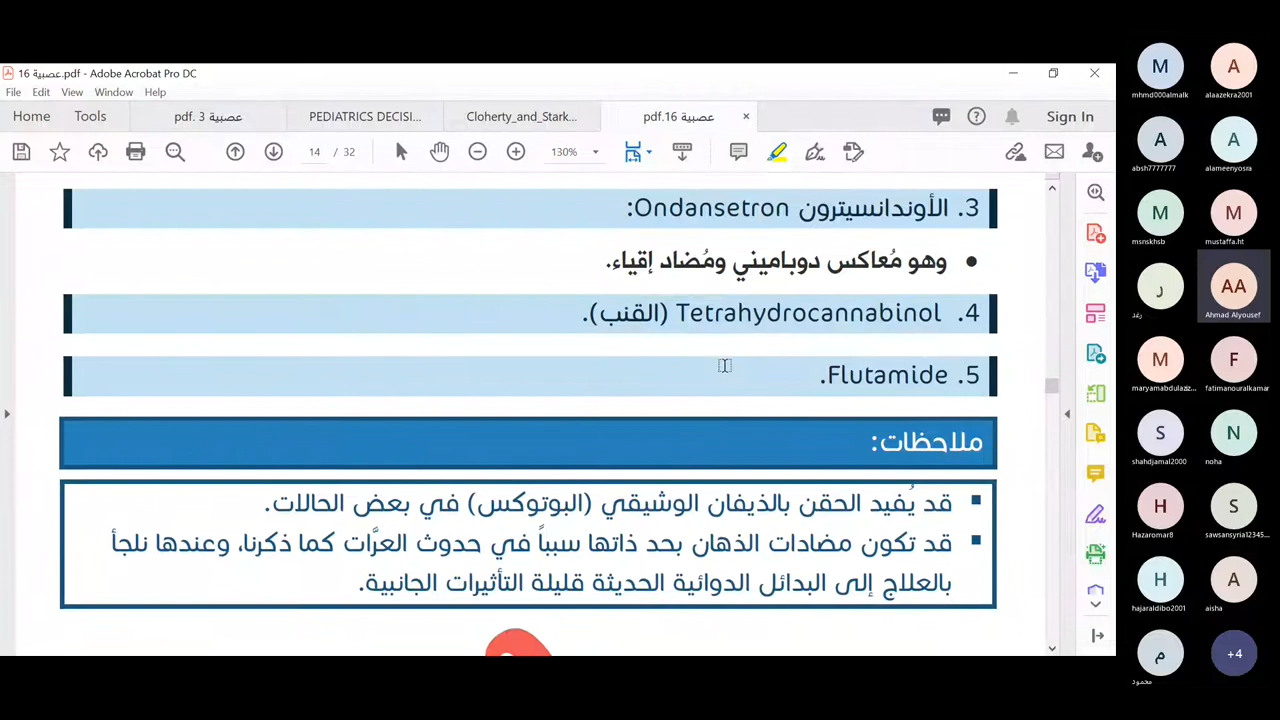 عصبية 16.pdf - Adobe Acrobat Pro DC
File Edit View Window Help
Home Tools عصبية 3 .pdf PEDIATRICS DECISI... Cloherty_and_Stark... عصبية 16.pdf × Sign In
14 / 32 130%
3. الأوندانسيترون Ondansetron:
• وهو مُعاكس دوباميني ومُضاد إقياء.
4. Tetrahydrocannabinol (القنب).
5. Flutamide.
ملاحظات:
▪ قد يُفيد الحقن بالذيفان الوشيقي (البوتوكس) في بعض الحالات.
▪ قد تكون مضادات الذهان بحد ذاتها سبباً في حدوث العرَّات كما ذكرنا، وعندها نلجأ
بالعلاج إلى البدائل الدوائية الحديثة قليلة التأثيرات الجانبية.
M A
mhmd000almalk alaazekra2001
A A
absh7777777 alameenyosra
M M
msnskhsb mustaffa.ht
ر AA
رغد Ahmad Alyousef
M F
maryamabdulaziz... fatimanouralkamar
S N
shahdjamal2000 noha
H S
Hazaromar8 sawsansyria12345...
H A
hajaraldibo2001 aisha
م +4
محمود